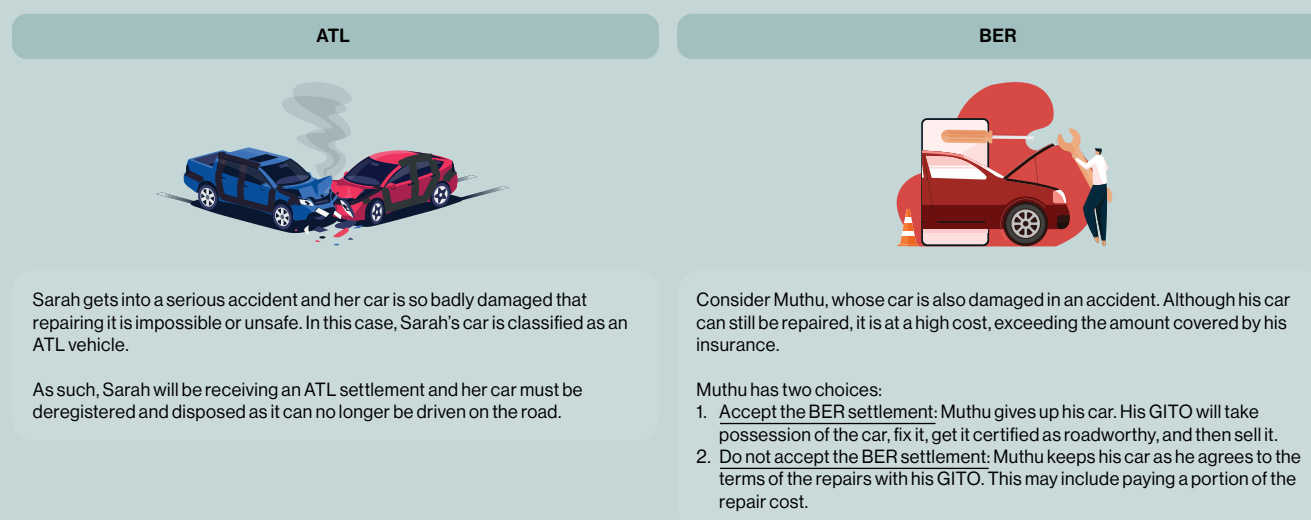 ATL
Sarah gets into a serious accident and her car is so badly damaged that
repairing it is impossible or unsafe. In this case, Sarah's car is classified as an
ATL vehicle.
As such, Sarah will be receiving an ATL settlement and her car must be
deregistered and disposed as it can no longer be driven on the road.
BER
Consider Muthu, whose car is also damaged in an accident. Although his car
can still be repaired, it is at a high cost, exceeding the amount covered by his
insurance.
Muthu has two choices:
1. Accept the BER settlement: Muthu gives up his car. His GITO will take
possession of the car, fix it, get it certified as roadworthy, and then sell it.
2. Do not accept the BER settlement: Muthu keeps his car as he agrees to the
terms of the repairs with his GITO. This may include paying a portion of the
repair cost.